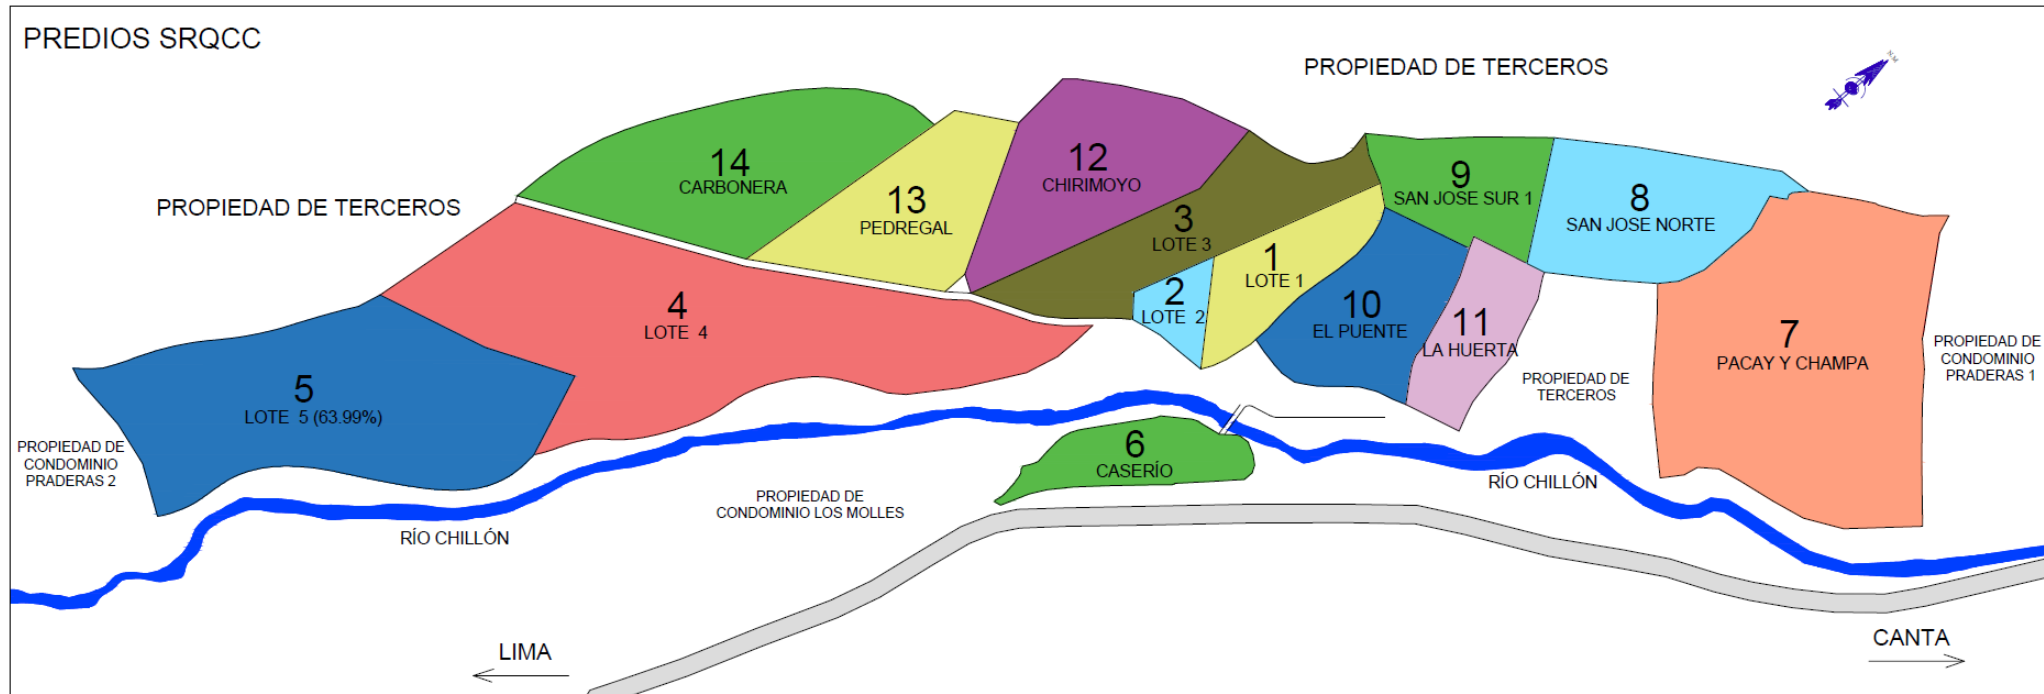 PREDIOS SRQCC
PROPIEDAD DE TERCEROS
N.M.
14
CARBONERA
12
CHIRIMOYO
9
SAN JOSE SUR 1
8
SAN JOSE NORTE
PROPIEDAD DE TERCEROS
13
PEDREGAL
3
LOTE 3
1
LOTE 1
2
LOTE 2
4
LOTE 4
10
EL PUENTE
11
LA HUERTA
7
PACAY Y CHAMPA
PROPIEDAD DE
CONDOMINIO
PRADERAS 1
5
LOTE 5 (63.99%)
PROPIEDAD DE
TERCEROS
PROPIEDAD DE
CONDOMINIO
PRADERAS 2
6
CASERÍO
RÍO CHILLÓN
PROPIEDAD DE
CONDOMINIO LOS MOLLES
RÍO CHILLÓN
LIMA
CANTA